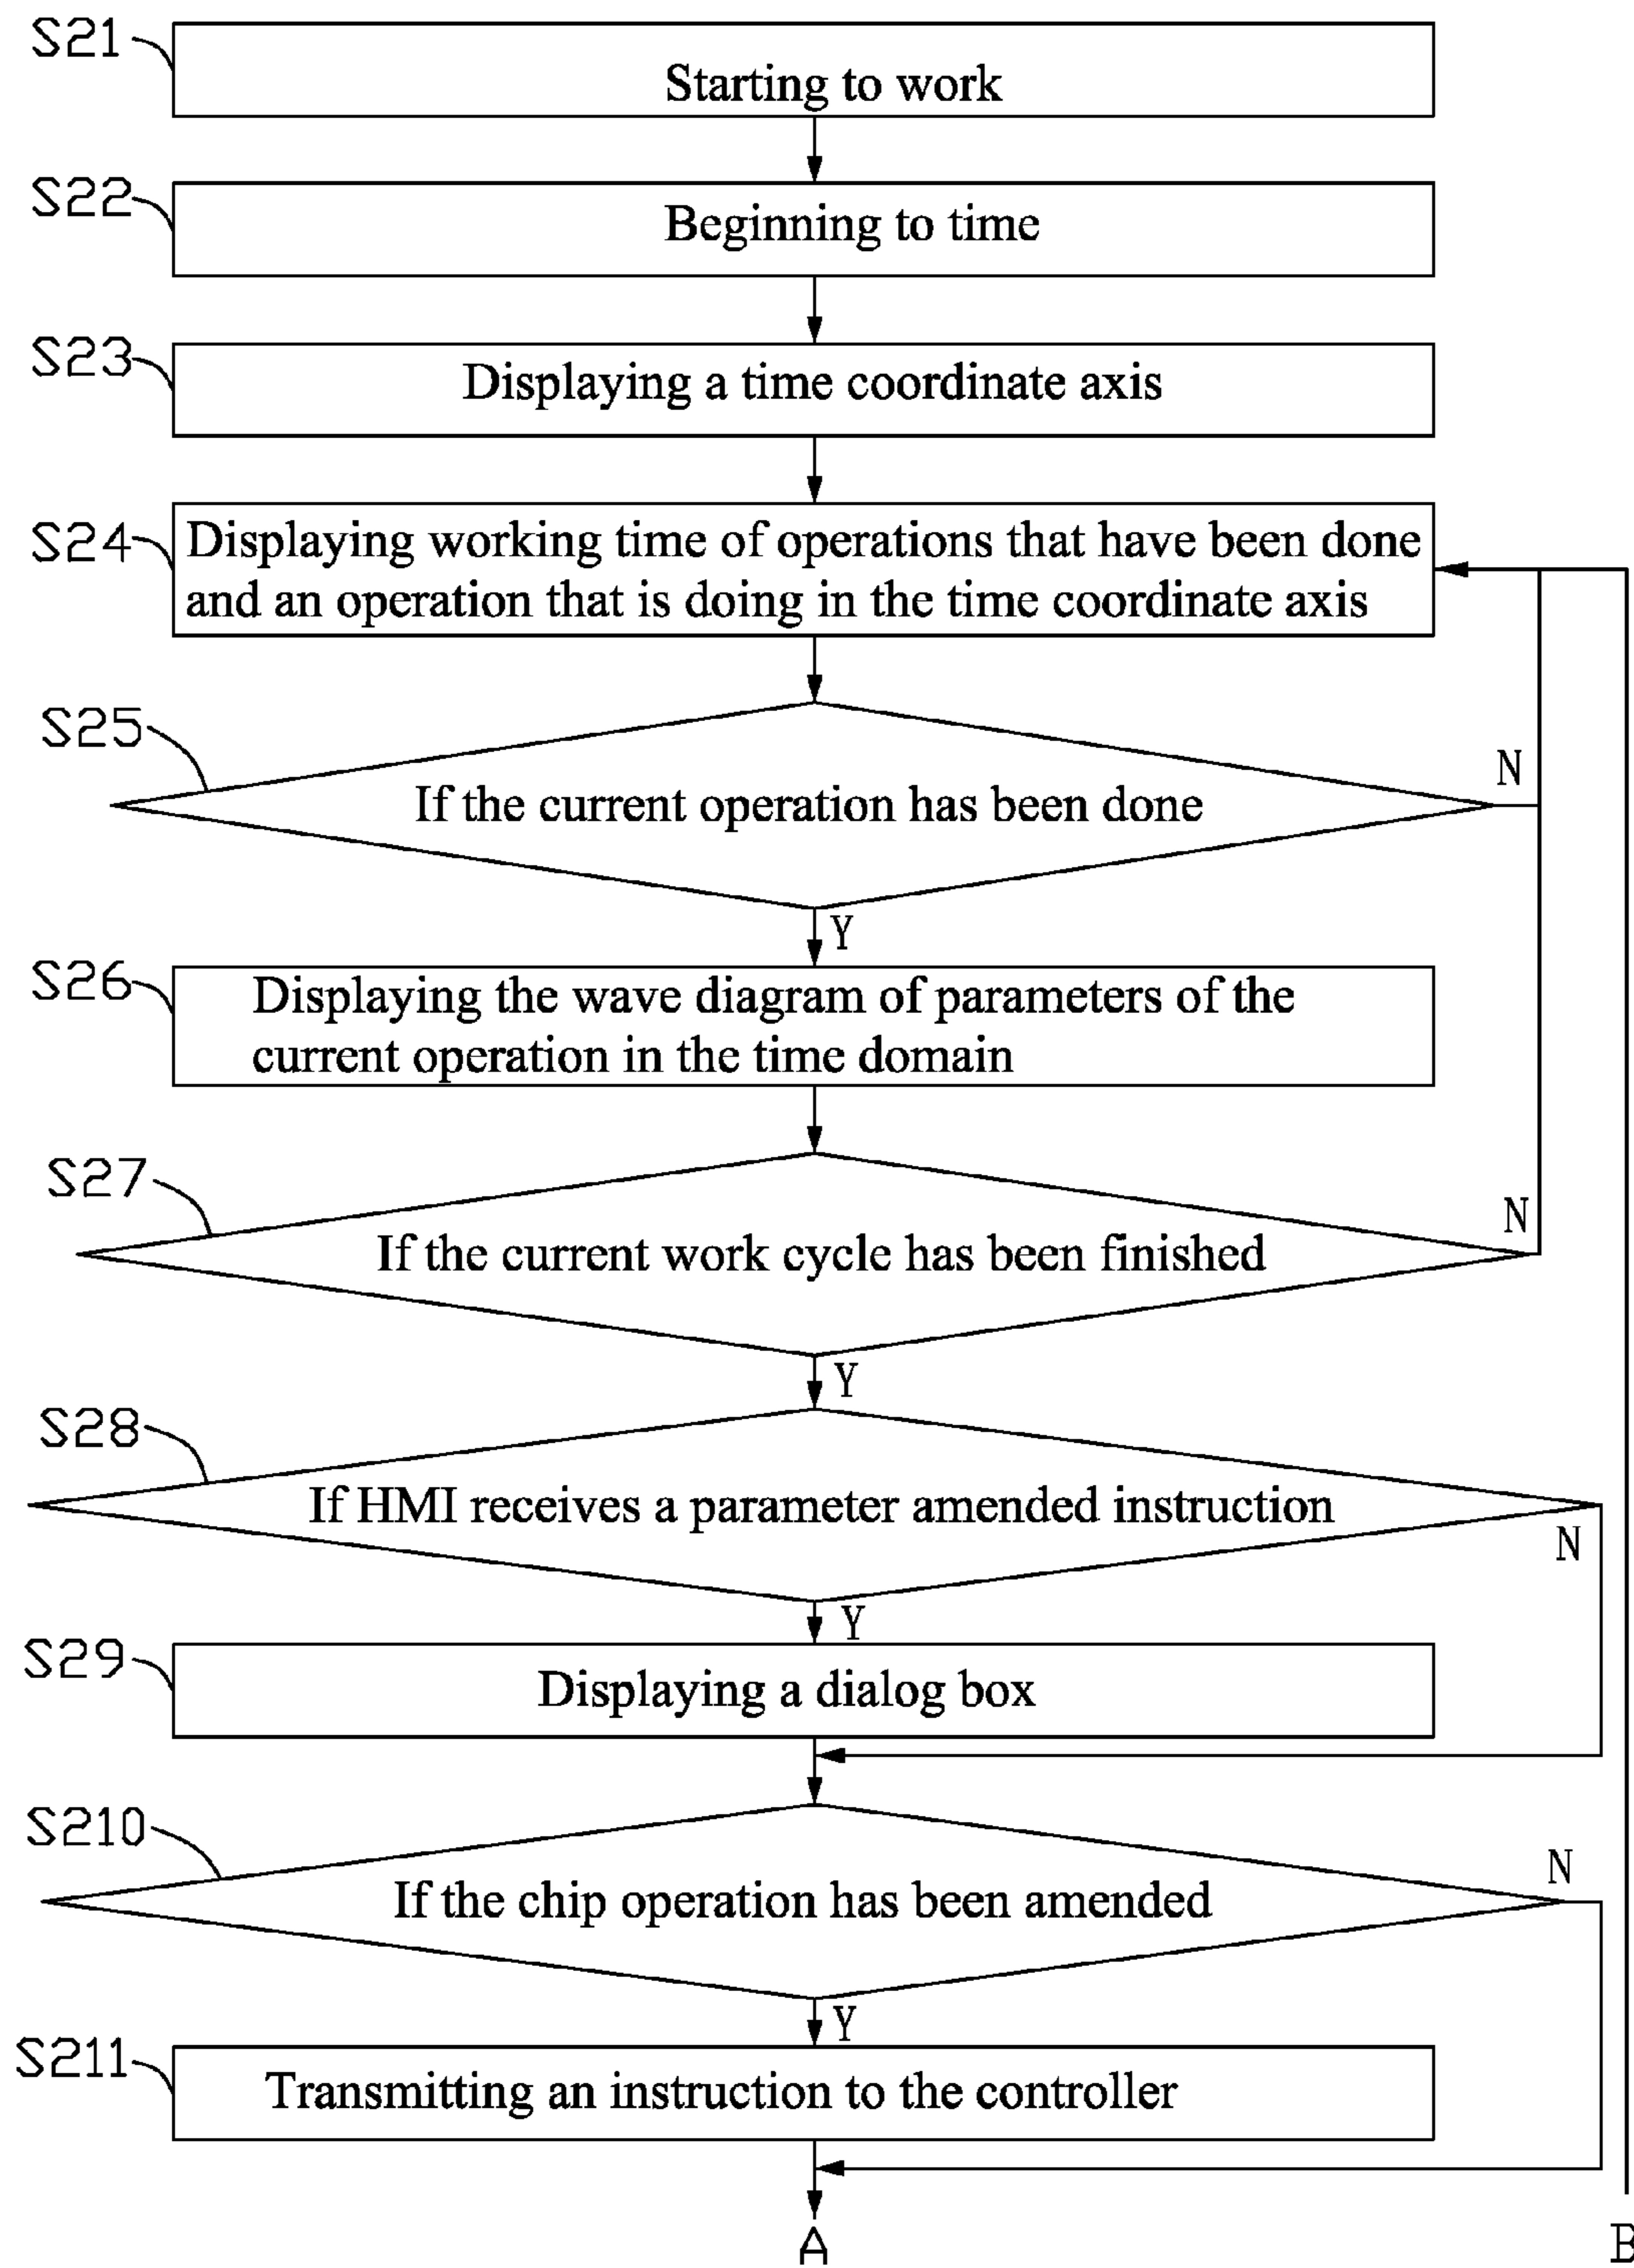 S21
Starting to work
S22
Beginning to time
S23
Displaying a time coordinate axis
S24
Displaying working time of operations that have been done
and an operation that is doing in the time coordinate axis
S25
If the current operation has been done
N
Y
S26
Displaying the wave diagram of parameters of the
current operation in the time domain
S27
If the current work cycle has been finished
N
Y
S28
If HMI receives a parameter amended instruction
N
Y
S29
Displaying a dialog box
S210
If the chip operation has been amended
N
Y
S211
Transmitting an instruction to the controller
A
B